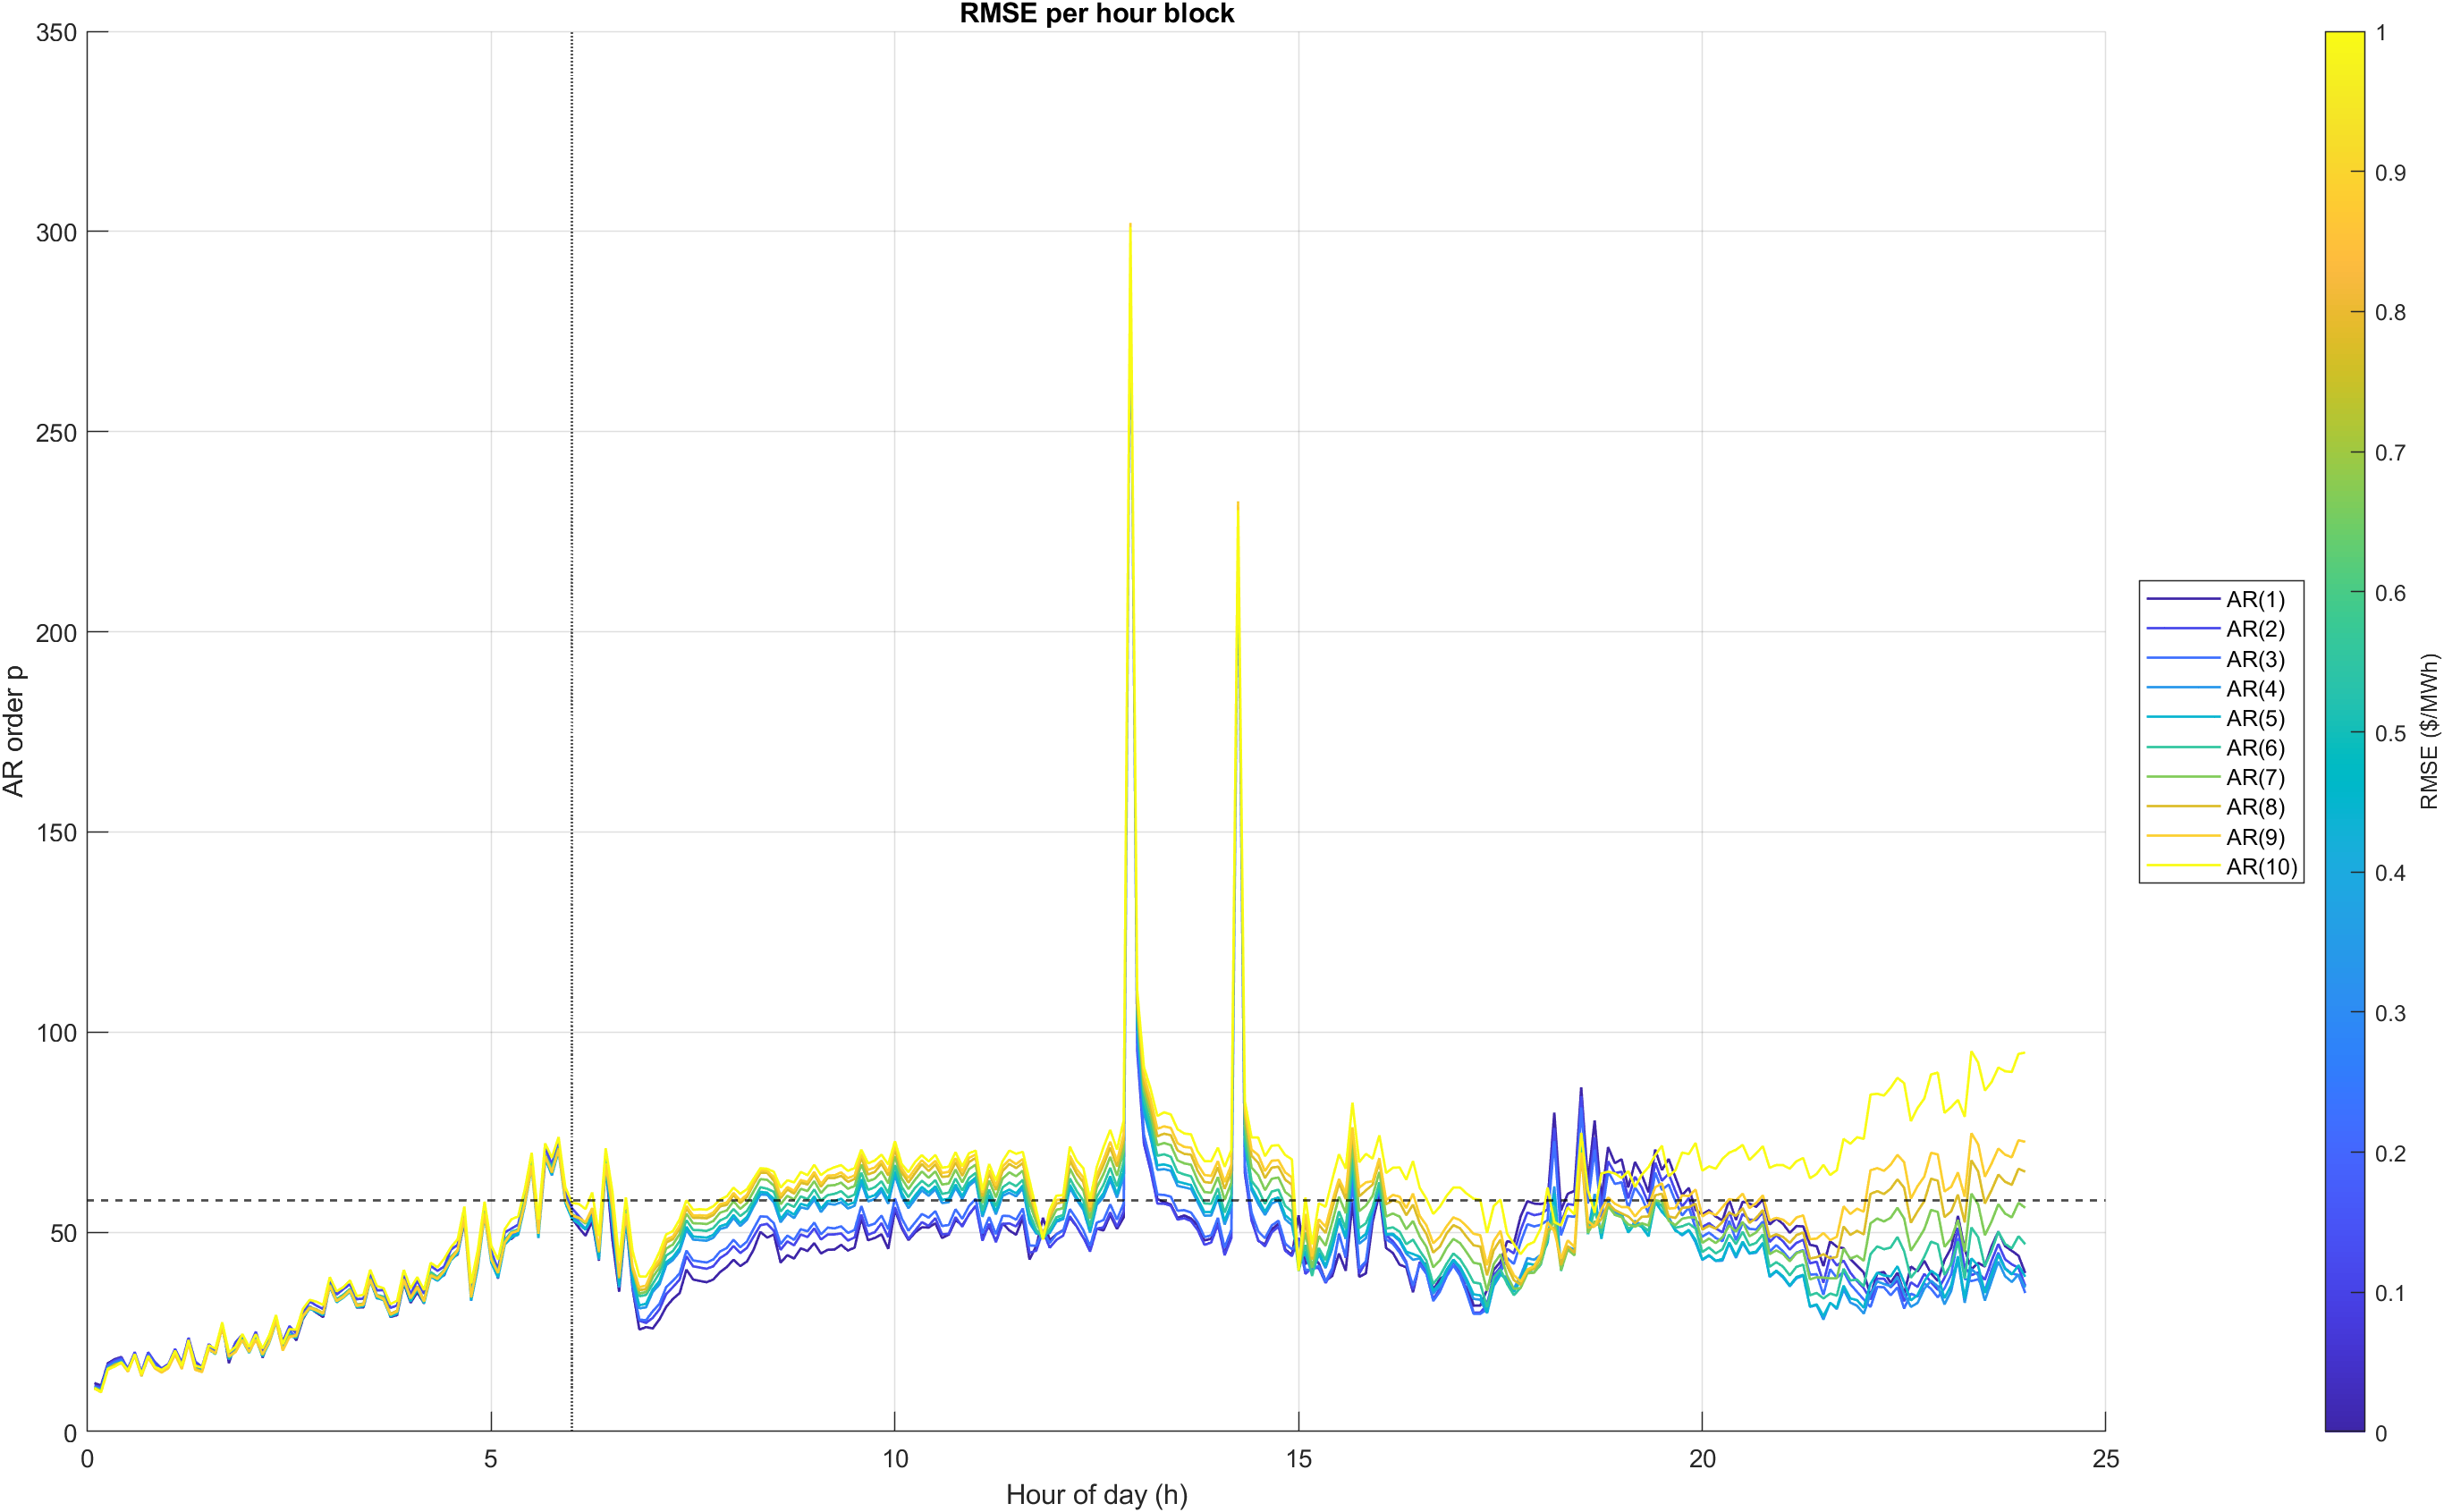 RMSE per hour block
350
300
250
200
150
100
50
0
AR order p
0
5
10
15
20
25
Hour of day (h)
AR(1)
AR(2)
AR(3)
AR(4)
AR(5)
AR(6)
AR(7)
AR(8)
AR(9)
AR(10)
1
0.9
0.8
0.7
0.6
0.5
0.4
0.3
0.2
0.1
0
RMSE ($/MWh)